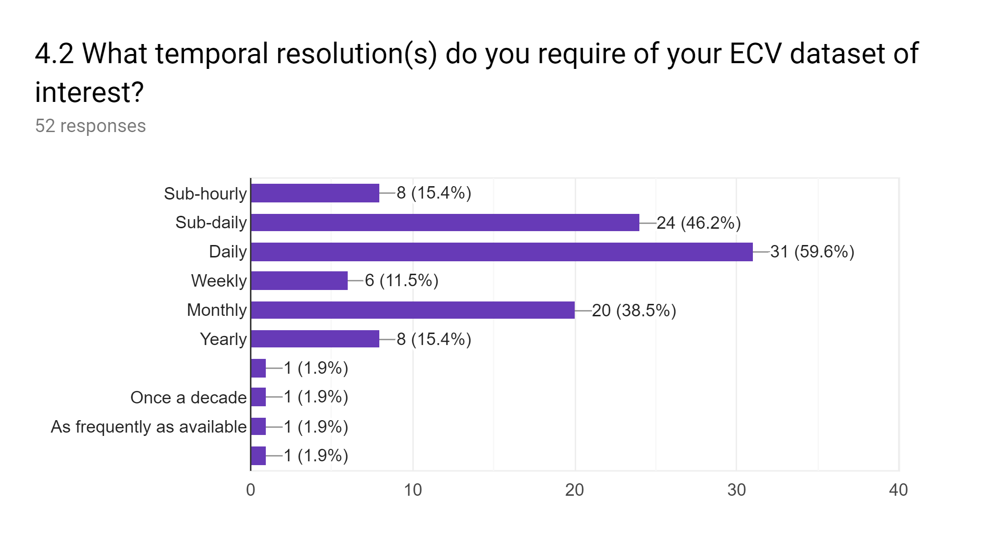 4.2 What temporal resolution(s) do you require of your ECV dataset of
interest?
52 responses
Sub-hourly 8 (15.4%)
Sub-daily 24 (46.2%)
Daily 31 (59.6%)
Weekly 6 (11.5%)
Monthly 20 (38.5%)
Yearly 8 (15.4%)
1 (1.9%)
Once a decade 1 (1.9%)
As frequently as available 1 (1.9%)
1 (1.9%)
0 10 20 30 40